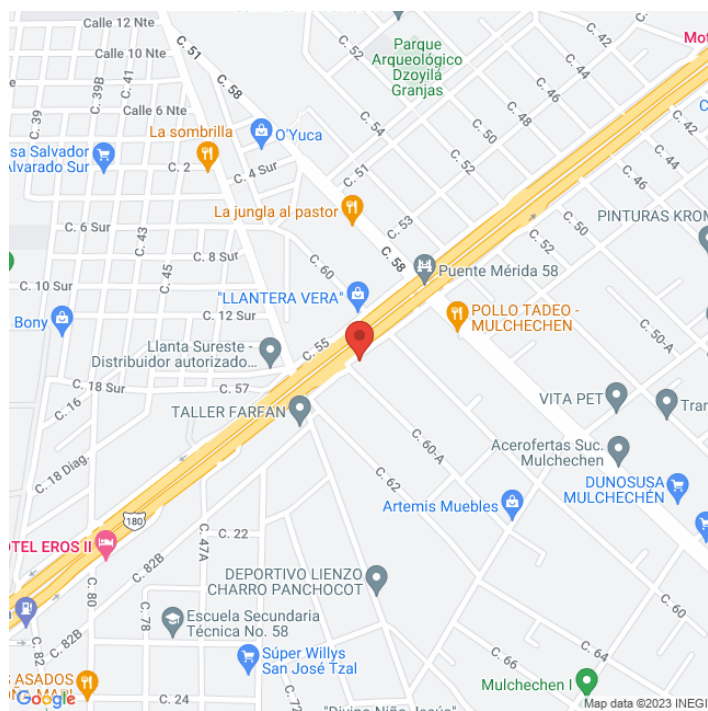 Calle 12 Nte
Calle 10 Nte
C. 51
C. 58
C. 39B
C. 41
C. 39
Calle 6 Nte
Parque
Arqueológico
Dzoyilá
Granjas
Mot
C. 42
C. 44
C. 46
C. 48
C. 50
C. 54
C. 52
C. 44
C. 42
C
La sombrilla
O'Yuca
sa Salvador
Alvarado Sur
C. 2
C. 4 Sur
C. 51
La jungla al pastor
C. 53
C. 58
C. 60
C. 6 Sur
C. 43
C. 8 Sur
C. 45
C. 10 Sur
C. 12 Sur
Bony
C. 50
C. 52
PINTURAS KROM
Puente Mérida 58
"LLANTERA VERA"
POLLO TADEO -
MULCHECHEN
C. 50-A
Llanta Sureste -
Distribuidor autorizado...
C. 55
C. 57
C. 18 Sur
C. 16
TALLER FARFAN
VITA PET
Tran
C. 60-A
Acerofertas Suc.
Mulchechen
C. 18 Diag.
C. 62
Artemis Muebles
DUNOSUSA
MULCHECHÉN
180
C. 22
C. 47A
OTEL EROS II
C. 82B
C. 80
C. 78
DEPORTIVO LIENZO
CHARRO PANCHOCOT
C. 60
Escuela Secundaria
Técnica No. 58
C. 82B
C. 82
C. 64
C. 66
Súper Willys
San José Tzal
S ASADOS
C. 24
C. 72
Mulchechen I
"Divino Niño Jesús"
Google
Map data ©2023 INEGI